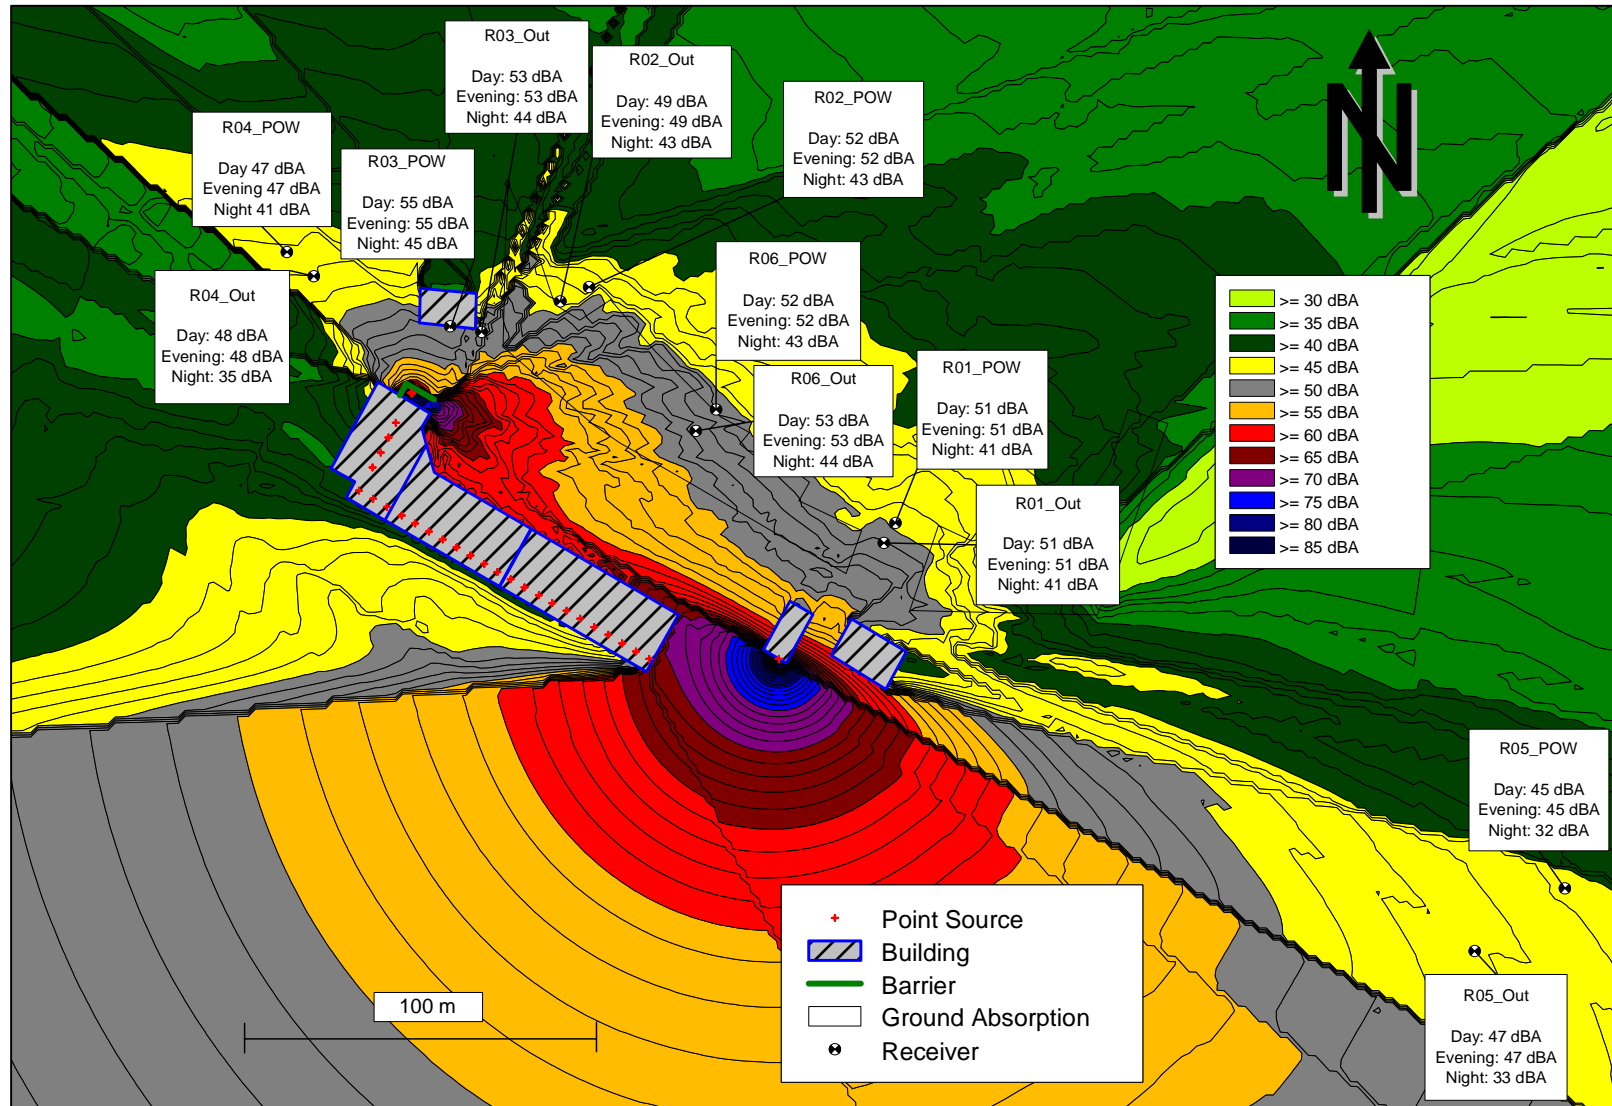 R03_Out
Day: 53 dBA
Evening: 53 dBA
Night: 44 dBA
R02_Out
Day: 49 dBA
Evening: 49 dBA
Night: 43 dBA
R02_POW
Day: 52 dBA
Evening: 52 dBA
Night: 43 dBA
R04_POW
Day 47 dBA
Evening 47 dBA
Night 41 dBA
R03_POW
Day: 55 dBA
Evening: 55 dBA
Night: 45 dBA
N
R04_Out
Day: 48 dBA
Evening: 48 dBA
Night: 35 dBA
R06_POW
Day: 52 dBA
Evening: 52 dBA
Night: 43 dBA
R06_Out
Day: 53 dBA
Evening: 53 dBA
Night: 44 dBA
R01_POW
Day: 51 dBA
Evening: 51 dBA
Night: 41 dBA
R01_Out
Day: 51 dBA
Evening: 51 dBA
Night: 41 dBA
>= 30 dBA
>= 35 dBA
>= 40 dBA
>= 45 dBA
>= 50 dBA
>= 55 dBA
>= 60 dBA
>= 65 dBA
>= 70 dBA
>= 75 dBA
>= 80 dBA
>= 85 dBA
R05_POW
Day: 45 dBA
Evening: 45 dBA
Night: 32 dBA
R05_Out
Day: 47 dBA
Evening: 47 dBA
Night: 33 dBA
100 m
Point Source
Building
Barrier
Ground Absorption
Receiver